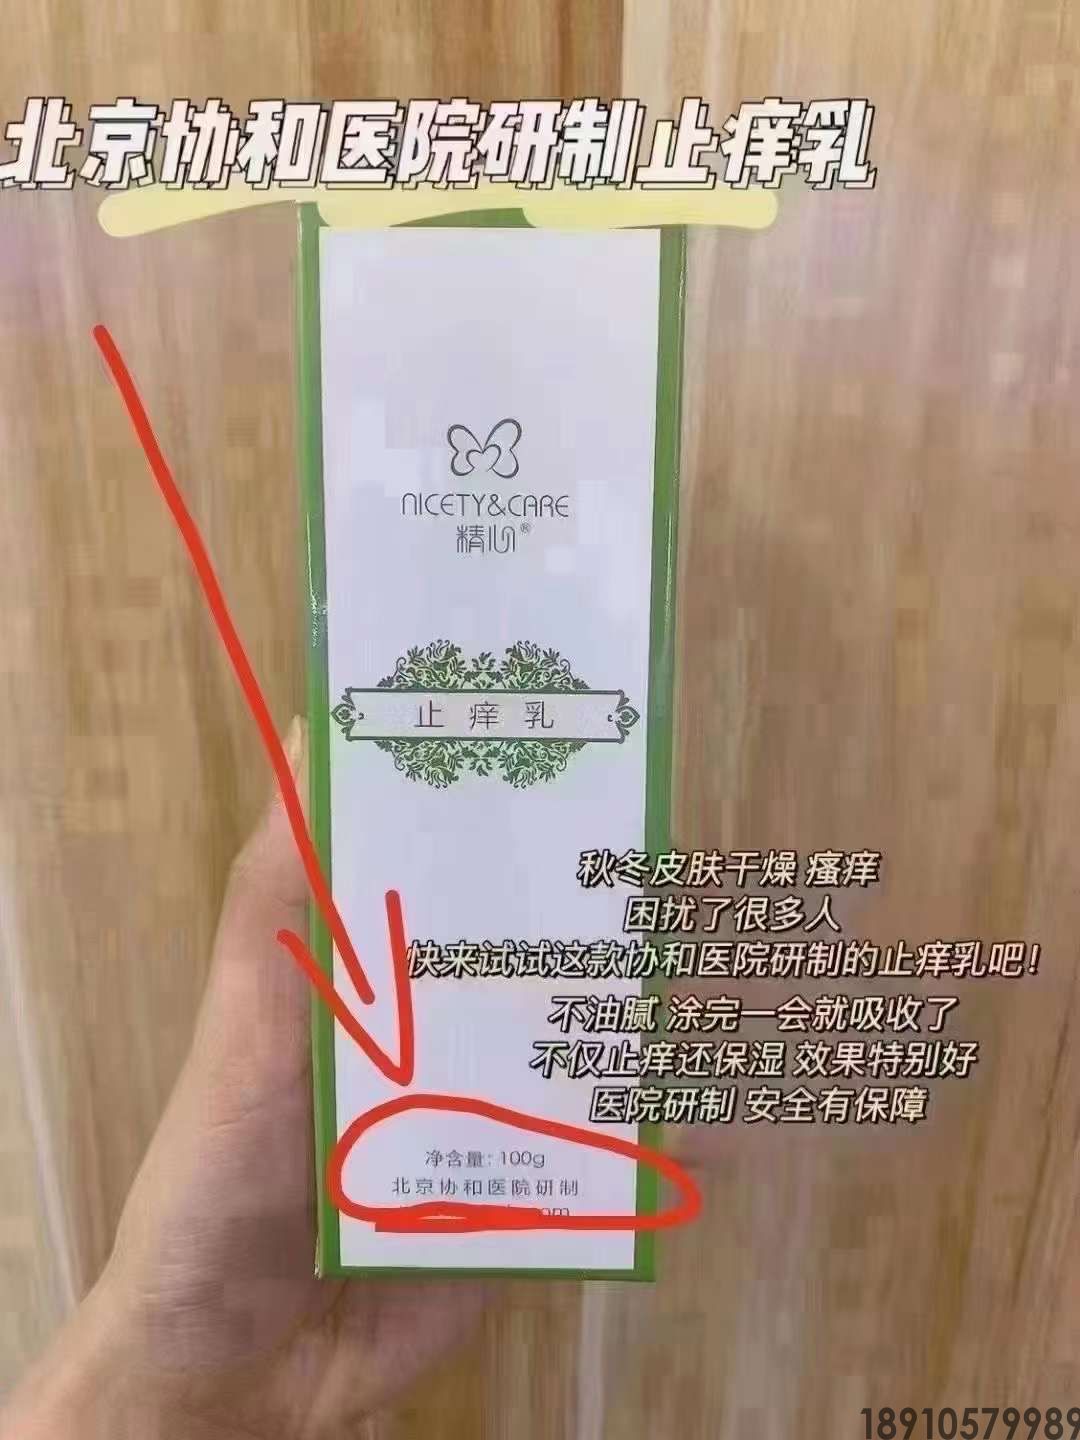 北京协和医院研制止痒乳
NICETY&CARE
精心®
止痒乳
秋冬皮肤干燥 瘙痒
困扰了很多人
快来试试这款协和医院研制的止痒乳吧!
不油腻 涂完一会就吸收了
不仅止痒还保湿 效果特别好
医院研制 安全有保障
净含量:100g
北京协和医院研制
18910579989